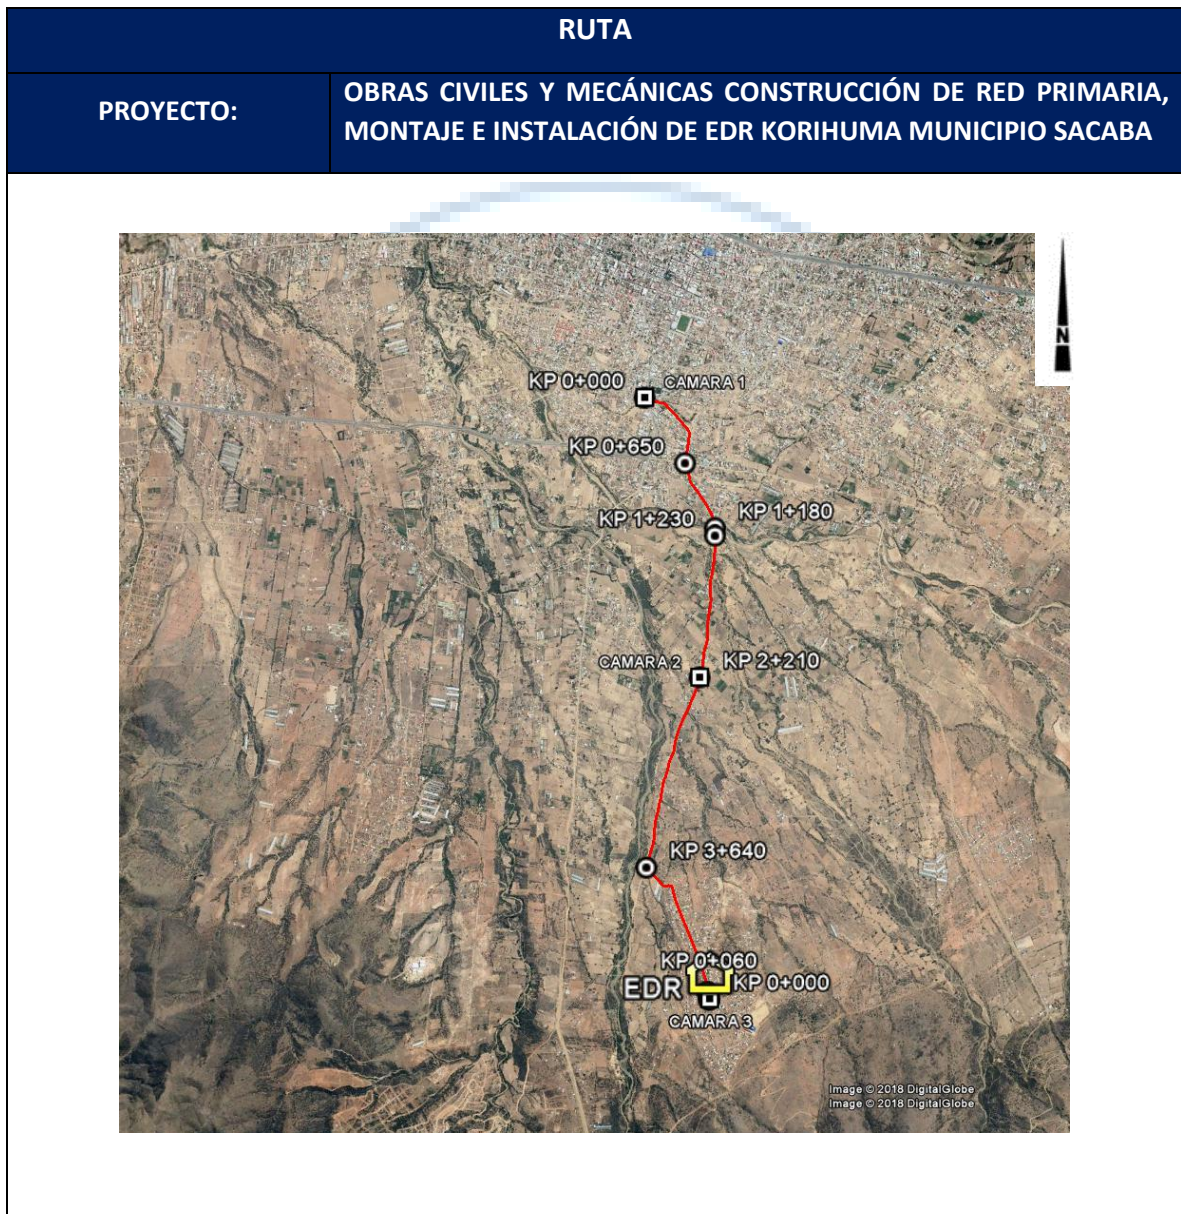 RUTA
PROYECTO:
OBRAS CIVILES Y MECÁNICAS CONSTRUCCIÓN DE RED PRIMARIA,
MONTAJE E INSTALACIÓN DE EDR KORIHUMA MUNICIPIO SACABA
N
KP 0+000 CAMARA 1
KP 0+650
KP 1+230 KP 1+180
CAMARA 2 KP 2+210
KP 3+640
KP 0+060
EDR KP 0+000
CAMARA 3
Image © 2018 DigitalGlobe
Image © 2018 DigitalGlobe